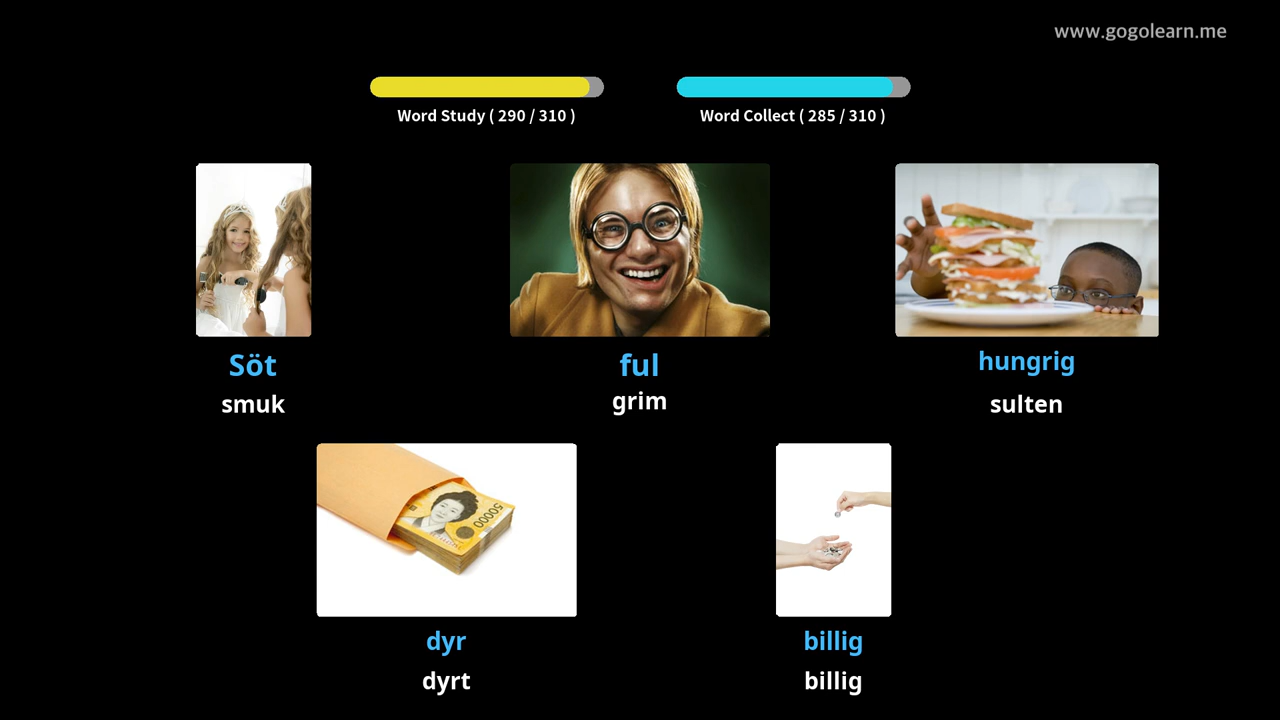 www.gogolearn.me
Word Study ( 290 / 310 )
Word Collect ( 285 / 310 )
Söt
smuk
ful
grim
hungrig
sulten
50000
dyr
dyrt
billig
billig